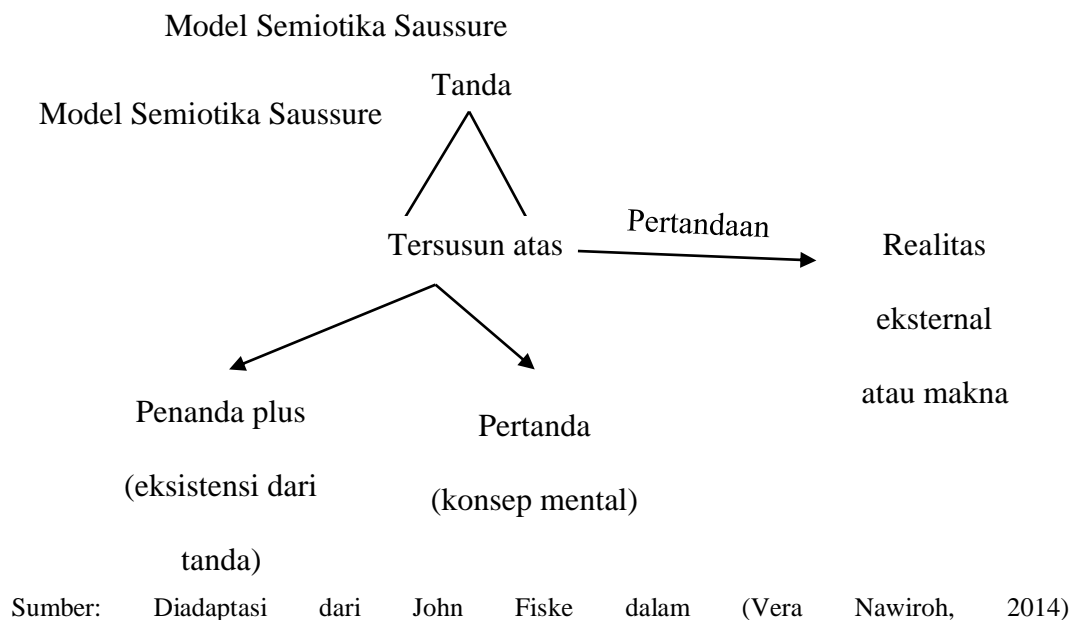 Model Semiotika Saussure
Tanda
Model Semiotika Saussure
Pertandaan
Tersusun atas
Realitas
eksternal
atau makna
Penanda plus
(eksistensi dari
tanda)
Pertanda
(konsep mental)
Sumber: Diadaptasi dari John Fiske dalam (Vera Nawiroh, 2014)